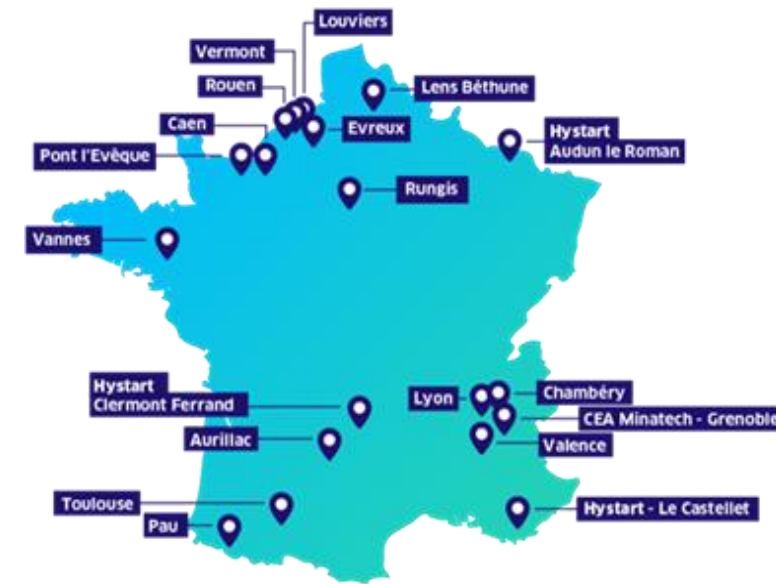 Louviers
Vermont
Rouen
Lens Béthune
Caen
Evreux
Hystart
Audun le Roman
Pont l'Evèque
Rungis
Vannes
Hystart
Clermont Ferrand
Lyon
Chambéry
CEA Minatech - Grenoble
Aurillac
Valence
Toulouse
Hystart - Le Castellet
Pau